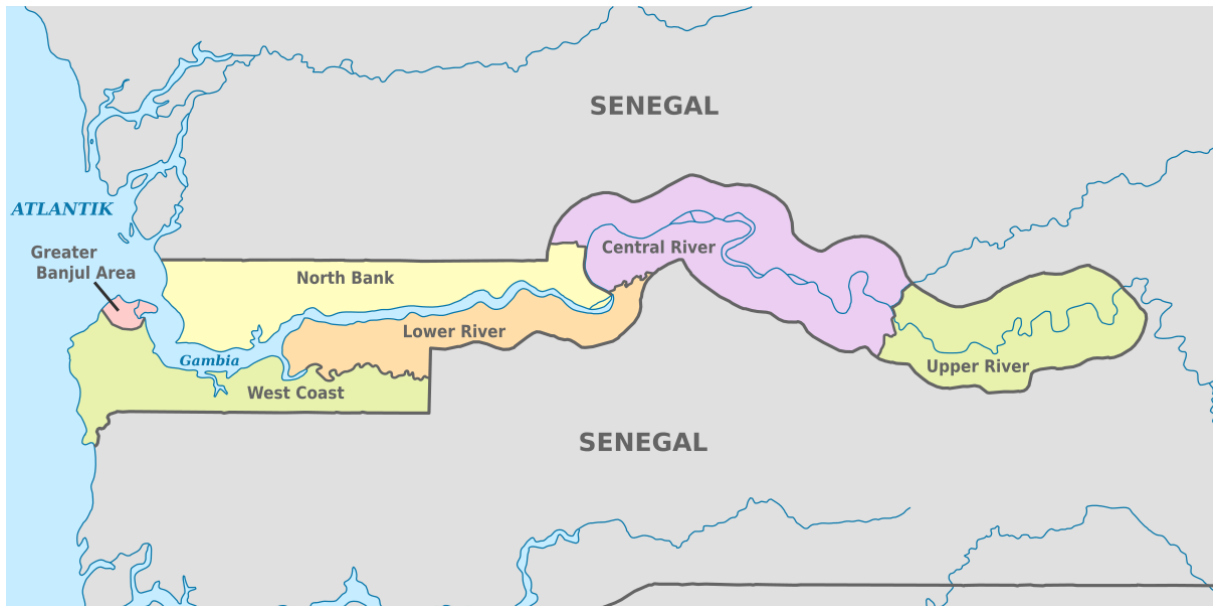 SENEGAL
ATLANTIK
Greater
Banjul Area
Central River
North Bank
Lower River
Gambia
Upper River
West Coast
SENEGAL